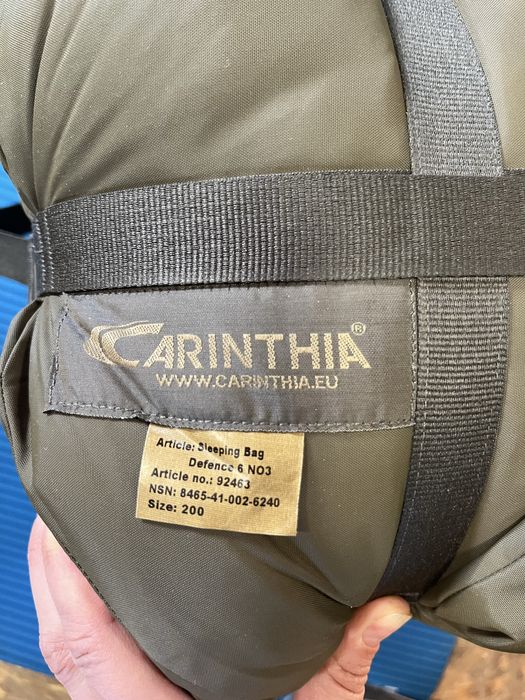 CARINTHIA®
WWW.CARINTHIA.EU
Article: Sleeping Bag
Defence 6 NO3
Article no.: 92463
NSN: 8465-41-002-6240
Size: 200